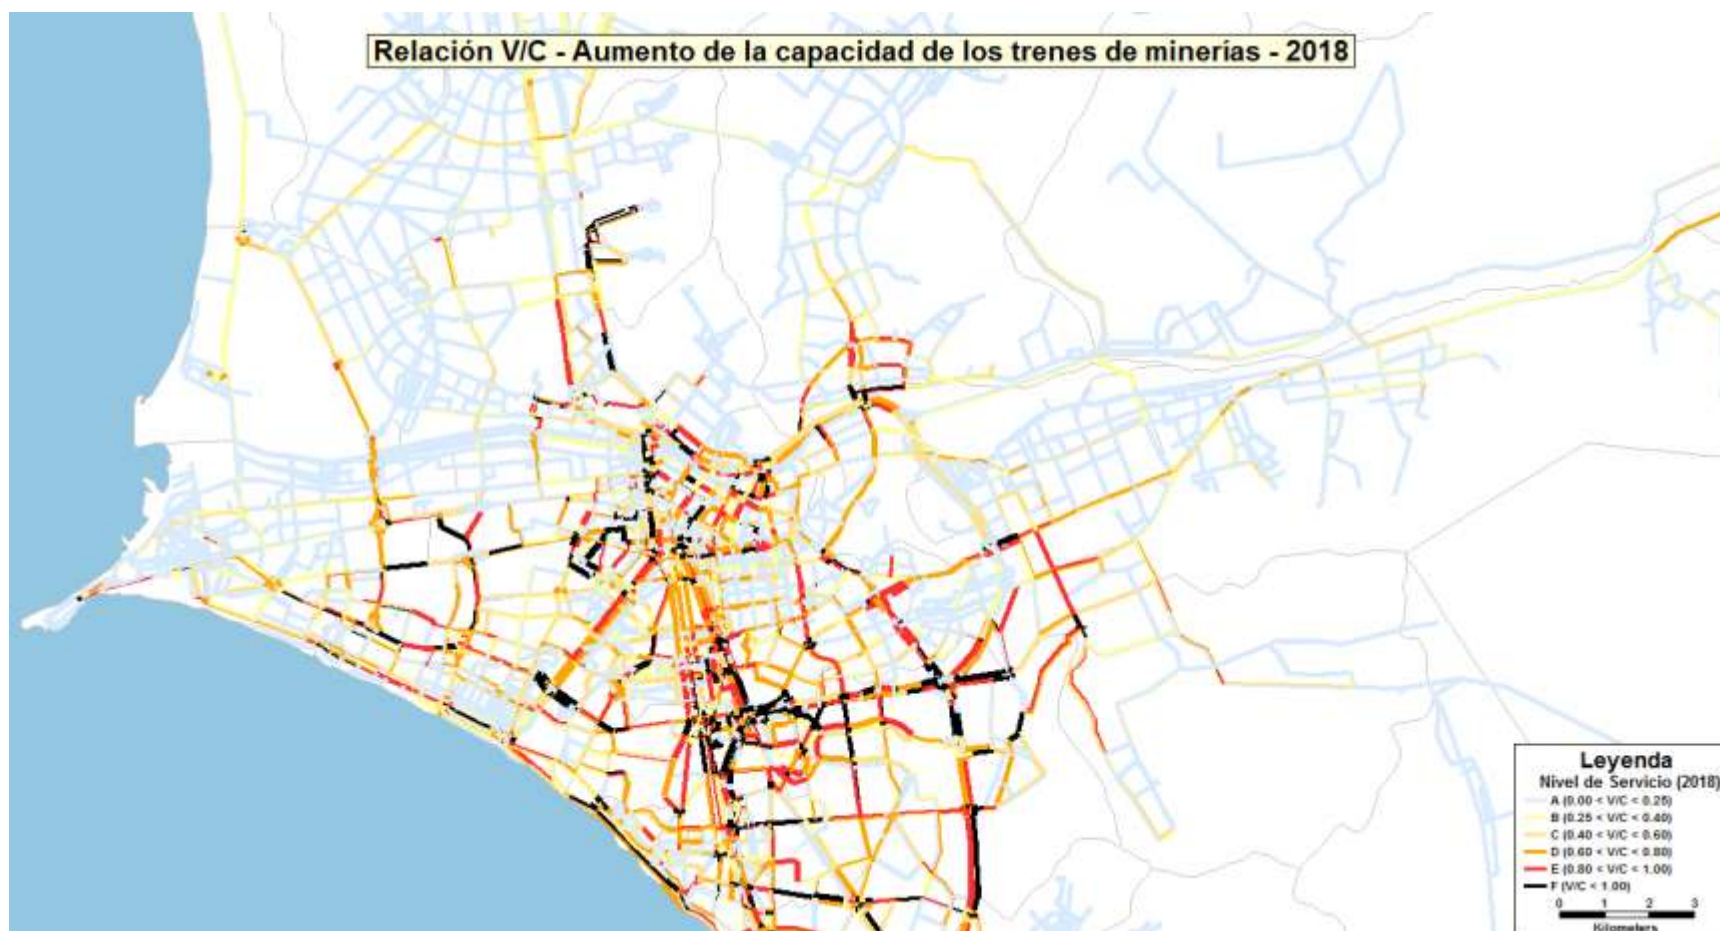 Relación V/C - Aumento de la capacidad de los trenes de minerías - 2018
Leyenda
Nivel de Servicio (2018)
A (0.00 < V/C < 0.25)
B (0.25 < V/C < 0.40)
C (0.40 < V/C < 0.60)
D (0.60 < V/C < 0.80)
E (0.80 < V/C < 1.00)
F (V/C < 1.00)
0 1 2 3
Kilometers